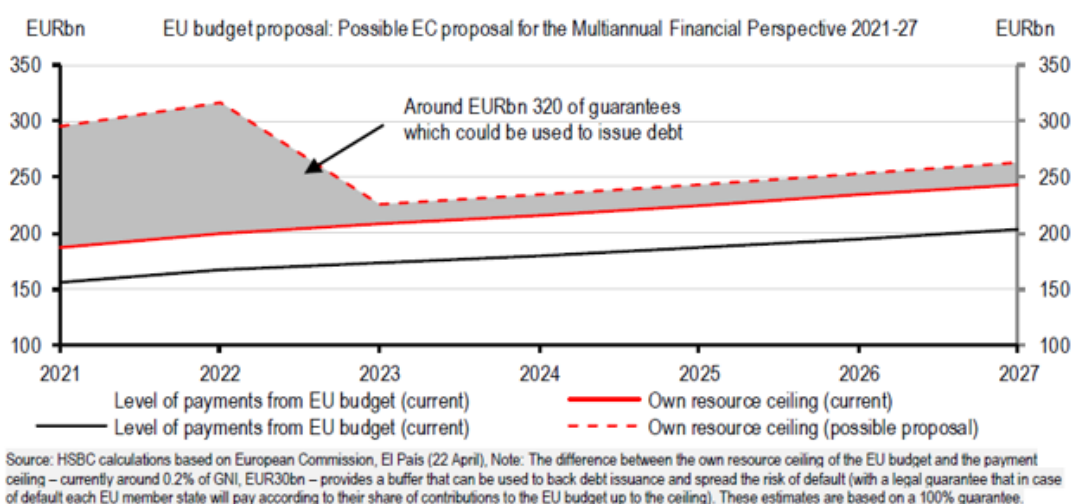 EURbn EU budget proposal: Possible EC proposal for the Multiannual Financial Perspective 2021-27 EURbn
350 350
Around EURbn 320 of guarantees
300 which could be used to issue debt 300
250 250
200 200
150 150
100 100
2021 2022 2023 2024 2025 2026 2027
Level of payments from EU budget (current) Own resource ceiling (current)
Level of payments from EU budget (current) Own resource ceiling (possible proposal)
Source: HSBC calculations based on European Commission, El País (22 April), Note: The difference between the own resource ceiling of the EU budget and the payment
ceiling – currently around 0.2% of GNI, EUR30bn – provides a buffer that can be used to back debt issuance and spread the risk of default (with a legal guarantee that in case
of default each EU member state will pay according to their share of contributions to the EU budget up to the ceiling). These estimates are based on a 100% guarantee.